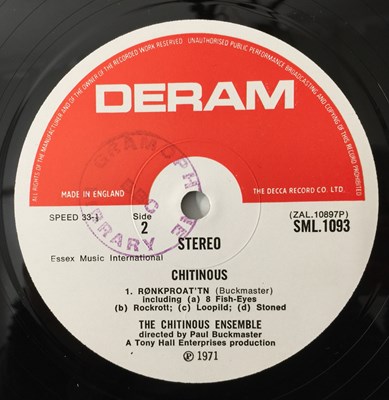 ALL RIGHTS OF THE MANUFACTURER AND OF THE OWNER OF THE RECORDED WORK RESERVED. UNAUTHORISED PUBLIC PERFORMANCE BROADCASTING AND COPYING OF THIS RECORD PROHIBITED
DERAM
MADE IN ENGLAND
THE DECCA RECORD CO. LTD.
SPEED 33⅓
Side
2
STEREO
(ZAL.10897P)
SML.1093
Essex Music International
GRAMOPHONE
LIBRARY
CHITINOUS
1. RØNKPROAT'TN (Buckmaster)
including (a) 8 Fish-Eyes
(b) Rockrott; (c) Loopild; (d) Stoned
THE CHITINOUS ENSEMBLE
directed by Paul Buckmaster
A Tony Hall Enterprises production
℗ 1971